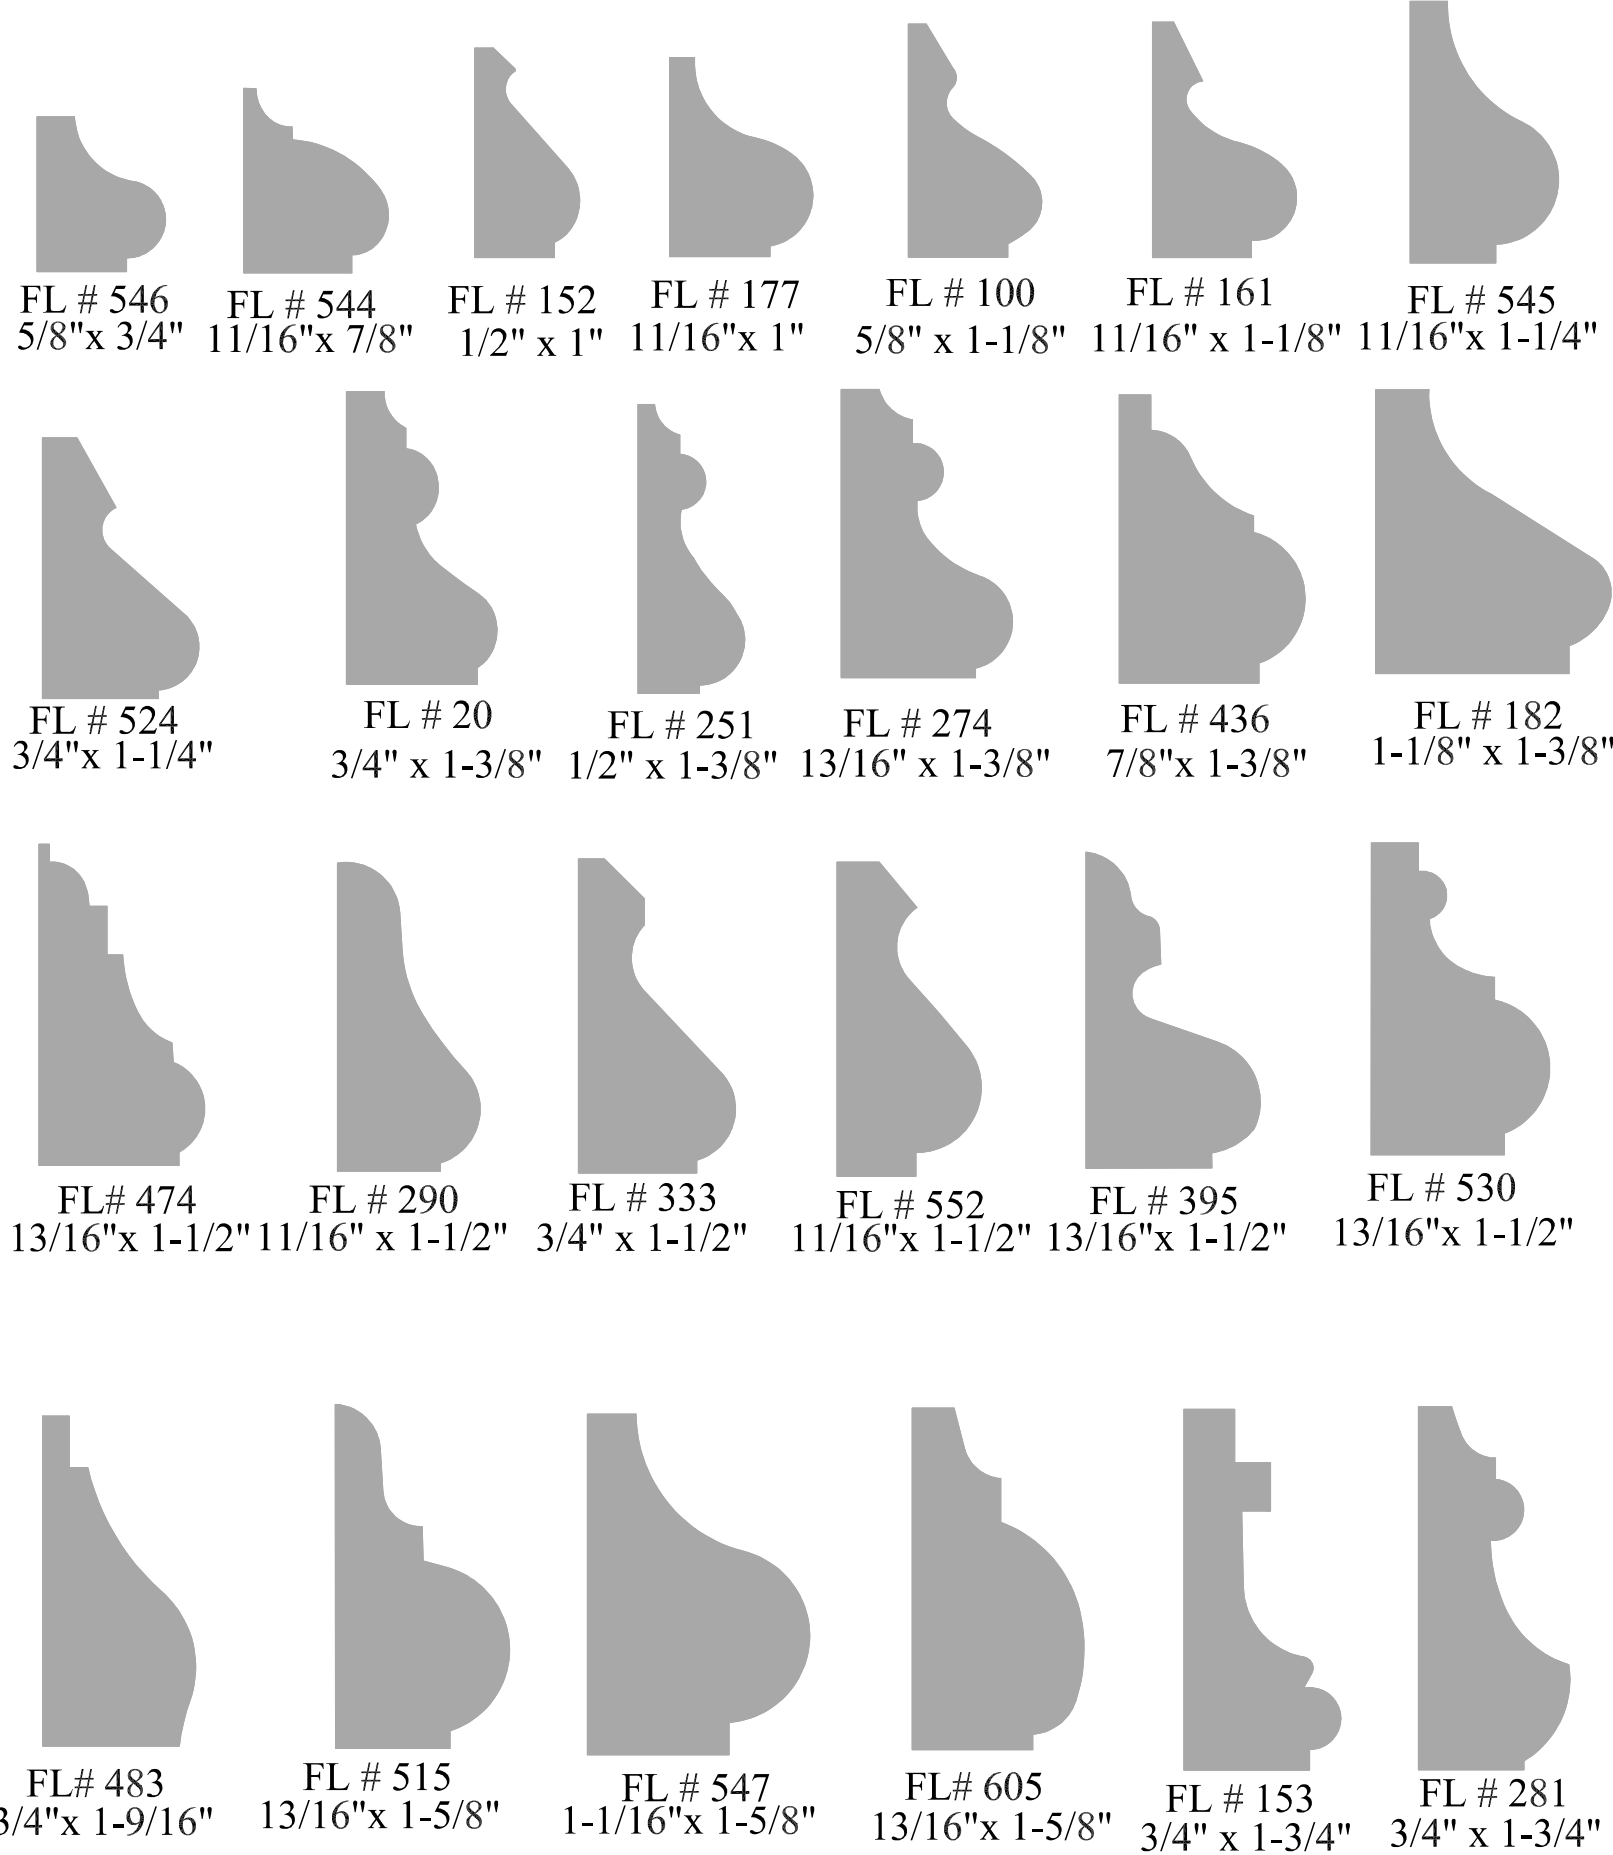 FL # 546
5/8"x 3/4"
FL # 544
11/16"x 7/8"
FL # 152
1/2" x 1"
FL # 177
11/16"x 1"
FL # 100
5/8" x 1-1/8"
FL # 161
11/16" x 1-1/8"
FL # 545
11/16"x 1-1/4"
FL # 524
3/4"x 1-1/4"
FL # 20
3/4" x 1-3/8"
FL # 251
1/2" x 1-3/8"
FL # 274
13/16" x 1-3/8"
FL # 436
7/8"x 1-3/8"
FL # 182
1-1/8" x 1-3/8"
FL# 474
13/16"x 1-1/2"
FL # 290
11/16" x 1-1/2"
FL # 333
3/4" x 1-1/2"
FL # 552
11/16"x 1-1/2"
FL # 395
13/16"x 1-1/2"
FL # 530
13/16"x 1-1/2"
FL# 483
3/4"x 1-9/16"
FL # 515
13/16"x 1-5/8"
FL # 547
1-1/16"x 1-5/8"
FL# 605
13/16"x 1-5/8"
FL # 153
3/4" x 1-3/4"
FL # 281
3/4" x 1-3/4"